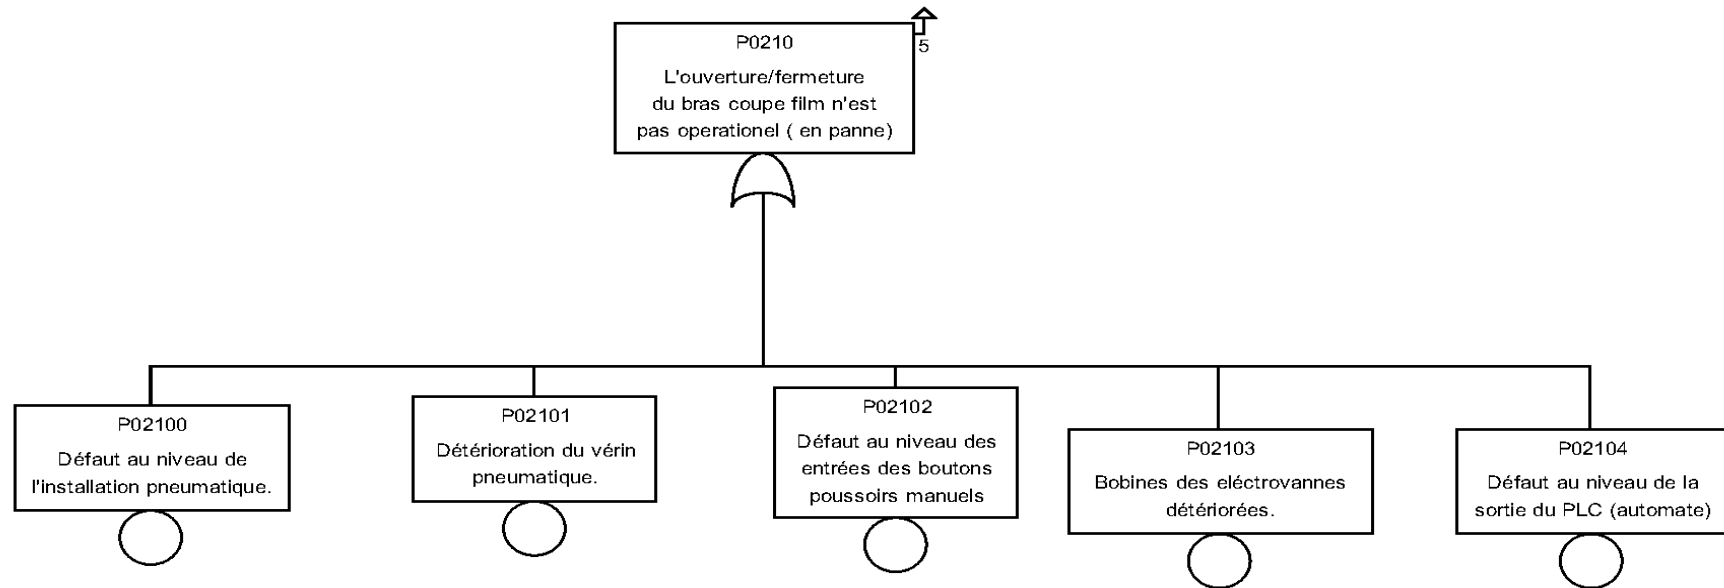 P0210
5
L'ouverture/fermeture
du bras coupe film n'est
pas operationel ( en panne)
P02100
Défaut au niveau de
l'installation pneumatique.
P02101
Détérioration du vérin
pneumatique.
P02102
Défaut au niveau des
entrées des boutons
poussoirs manuels
P02103
Bobines des eléctrovannes
détériorées.
P02104
Défaut au niveau de la
sortie du PLC (automate)